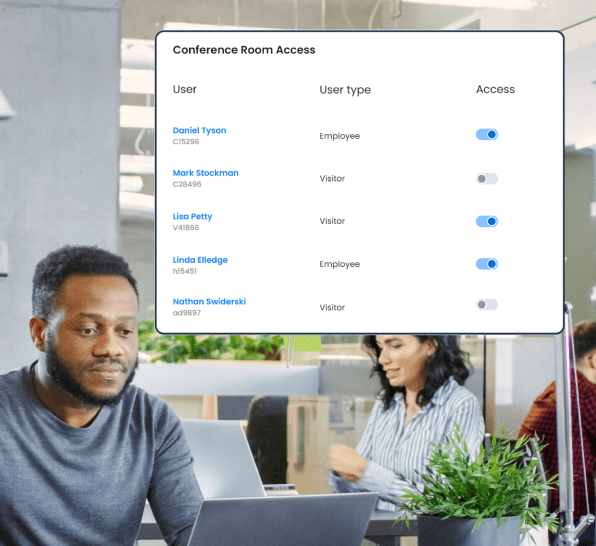 Conference Room Access
User User type Access
Daniel Tyson
C15296
Employee
Mark Stockman
C28496
Visitor
Lisa Petty
V41866
Visitor
Linda Elledge
h15451
Employee
Nathan Swiderski
ad9897
Visitor